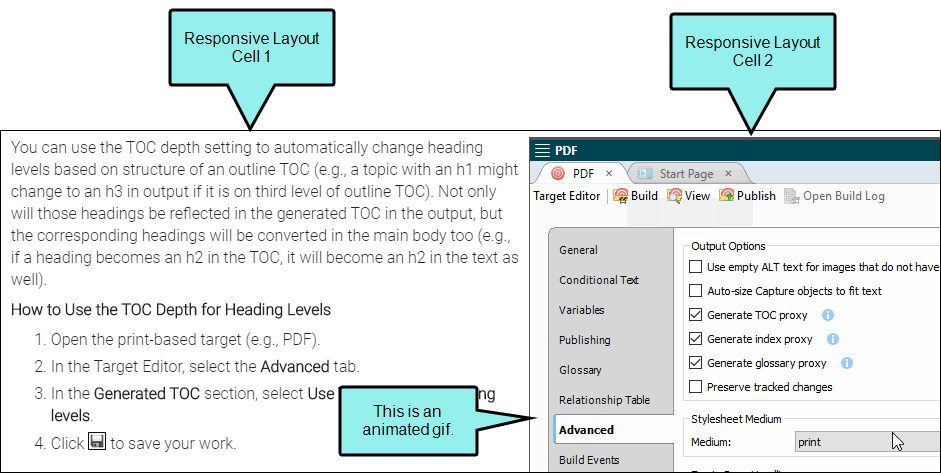 Responsive Layout
Cell 1
Responsive Layout
Cell 2
You can use the TOC depth setting to automatically change heading
levels based on structure of an outline TOC (e.g., a topic with an h1 might
change to an h3 in output if it is on third level of outline TOC). Not only
will those headings be reflected in the generated TOC in the output, but
the corresponding headings will be converted in the main body too (e.g.,
if a heading becomes an h2 in the TOC, it will become an h2 in the text as
well).
How to Use the TOC Depth for Heading Levels
1. Open the print-based target (e.g., PDF).
2. In the Target Editor, select the Advanced tab.
3. In the Generated TOC section, select Use
levels.
4. Click to save your work.
This is an
animated gif.
PDF
PDF Start Page
Target Editor Build View Publish Open Build Log
General
Conditional Text
Variables
Publishing
Glossary
Relationship Table
Advanced
Build Events
Output Options
Use empty ALT text for images that do not have
Auto-size Capture objects to fit text
Generate TOC proxy
Generate index proxy
Generate glossary proxy
Preserve tracked changes
Stylesheet Medium
Medium: print